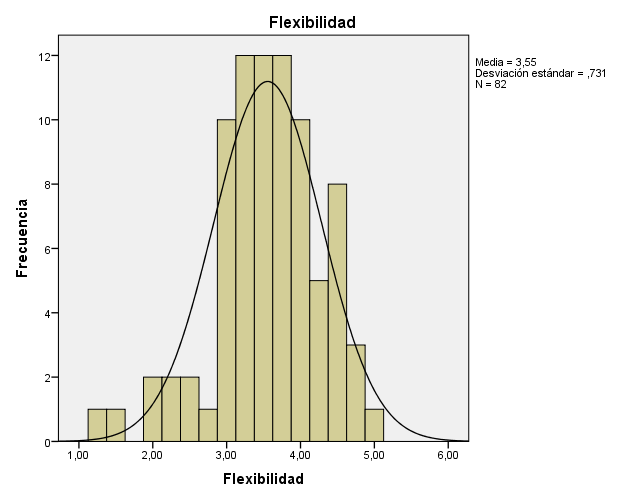 Flexibilidad
Media = 3,55
Desviación estándar = ,731
N = 82
Frecuencia
12
10
8
6
4
2
0
1,00 2,00 3,00 4,00 5,00 6,00
Flexibilidad